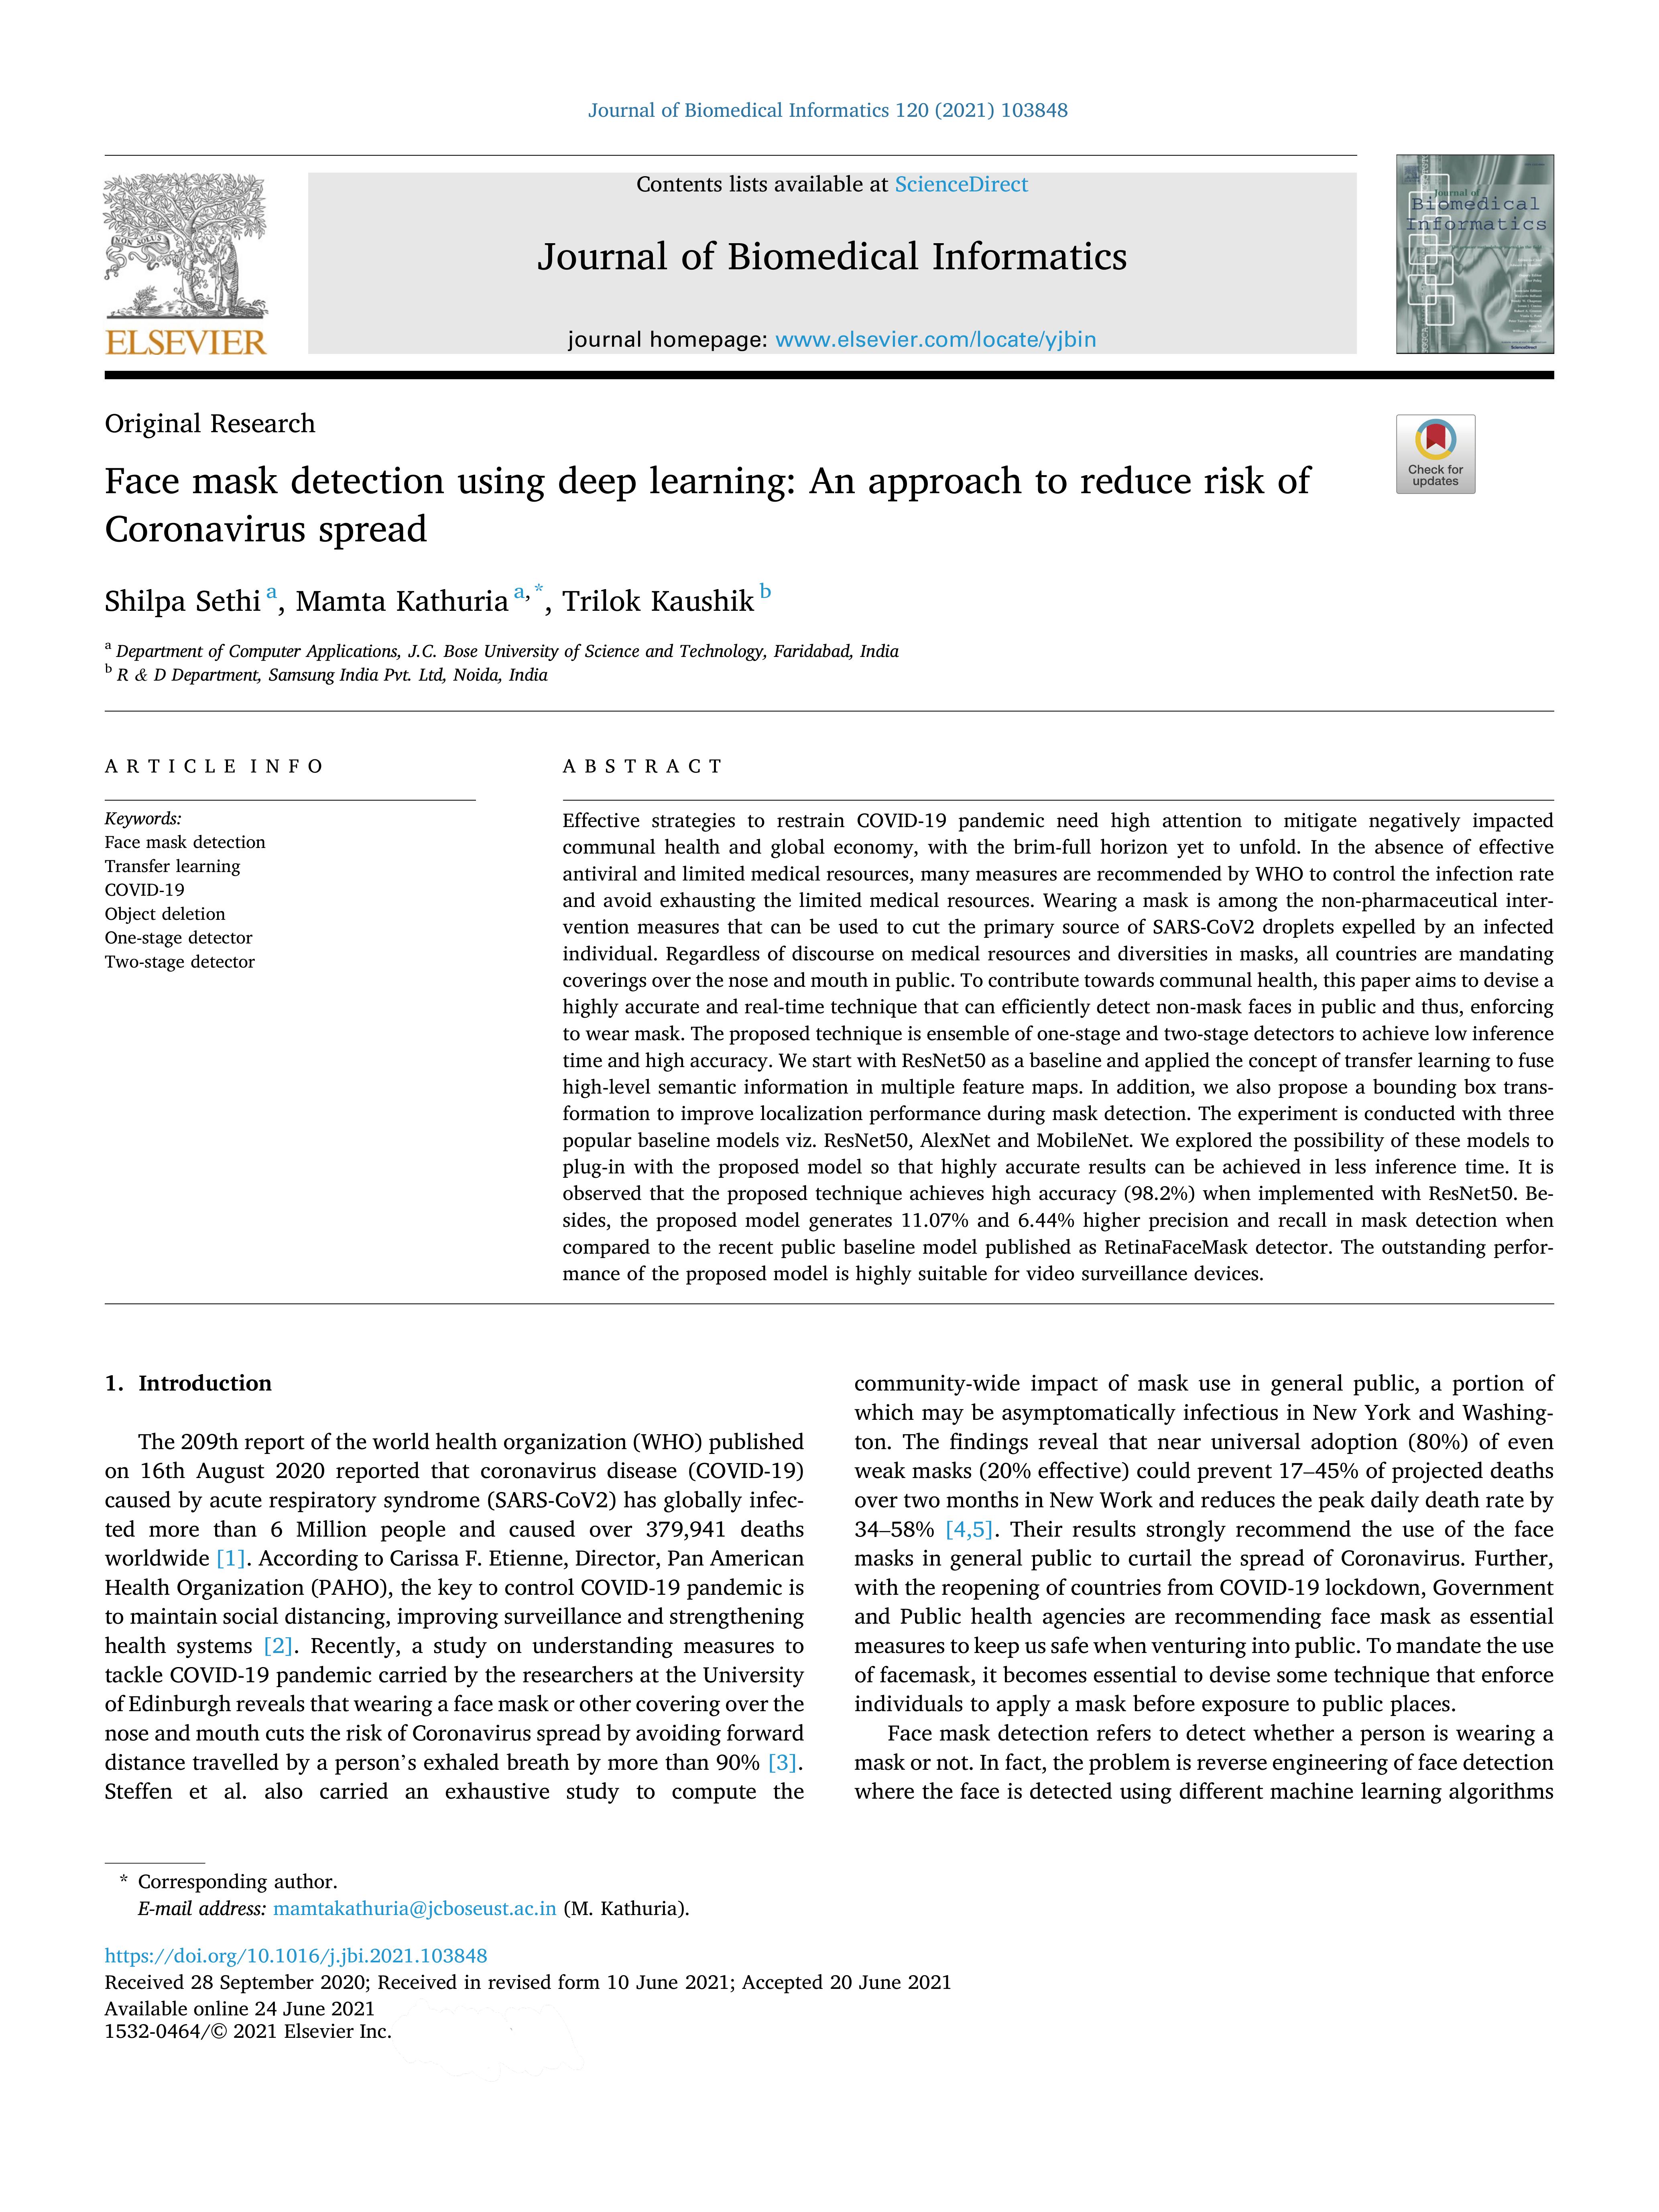 Journal of Biomedical Informatics 120 (2021) 103848
Contents lists available at ScienceDirect
Journal of Biomedical Informatics
journal homepage: www.elsevier.com/locate/yjbin
NON SOLUS
ELSEVIER
Journal of
Biomedical
Informatics
ScienceDirect
Check for
updates
Original Research
Face mask detection using deep learning: An approach to reduce risk of
Coronavirus spread
Shilpa Sethi a, Mamta Kathuria a,*, Trilok Kaushik b
a Department of Computer Applications, J.C. Bose University of Science and Technology, Faridabad, India
b R & D Department, Samsung India Pvt. Ltd, Noida, India
A R T I C L E I N F O
Keywords:
Face mask detection
Transfer learning
COVID-19
Object deletion
One-stage detector
Two-stage detector
A B S T R A C T
Effective strategies to restrain COVID-19 pandemic need high attention to mitigate negatively impacted
communal health and global economy, with the brim-full horizon yet to unfold. In the absence of effective
antiviral and limited medical resources, many measures are recommended by WHO to control the infection rate
and avoid exhausting the limited medical resources. Wearing a mask is among the non-pharmaceutical inter-
vention measures that can be used to cut the primary source of SARS-CoV2 droplets expelled by an infected
individual. Regardless of discourse on medical resources and diversities in masks, all countries are mandating
coverings over the nose and mouth in public. To contribute towards communal health, this paper aims to devise a
highly accurate and real-time technique that can efficiently detect non-mask faces in public and thus, enforcing
to wear mask. The proposed technique is ensemble of one-stage and two-stage detectors to achieve low inference
time and high accuracy. We start with ResNet50 as a baseline and applied the concept of transfer learning to fuse
high-level semantic information in multiple feature maps. In addition, we also propose a bounding box trans-
formation to improve localization performance during mask detection. The experiment is conducted with three
popular baseline models viz. ResNet50, AlexNet and MobileNet. We explored the possibility of these models to
plug-in with the proposed model so that highly accurate results can be achieved in less inference time. It is
observed that the proposed technique achieves high accuracy (98.2%) when implemented with ResNet50. Be-
sides, the proposed model generates 11.07% and 6.44% higher precision and recall in mask detection when
compared to the recent public baseline model published as RetinaFaceMask detector. The outstanding perfor-
mance of the proposed model is highly suitable for video surveillance devices.
1. Introduction
The 209th report of the world health organization (WHO) published
on 16th August 2020 reported that coronavirus disease (COVID-19)
caused by acute respiratory syndrome (SARS-CoV2) has globally infec-
ted more than 6 Million people and caused over 379,941 deaths
worldwide [1]. According to Carissa F. Etienne, Director, Pan American
Health Organization (PAHO), the key to control COVID-19 pandemic is
to maintain social distancing, improving surveillance and strengthening
health systems [2]. Recently, a study on understanding measures to
tackle COVID-19 pandemic carried by the researchers at the University
of Edinburgh reveals that wearing a face mask or other covering over the
nose and mouth cuts the risk of Coronavirus spread by avoiding forward
distance travelled by a person's exhaled breath by more than 90% [3].
Steffen et al. also carried an exhaustive study to compute the
community-wide impact of mask use in general public, a portion of
which may be asymptomatically infectious in New York and Washing-
ton. The findings reveal that near universal adoption (80%) of even
weak masks (20% effective) could prevent 17–45% of projected deaths
over two months in New Work and reduces the peak daily death rate by
34–58% [4,5]. Their results strongly recommend the use of the face
masks in general public to curtail the spread of Coronavirus. Further,
with the reopening of countries from COVID-19 lockdown, Government
and Public health agencies are recommending face mask as essential
measures to keep us safe when venturing into public. To mandate the use
of facemask, it becomes essential to devise some technique that enforce
individuals to apply a mask before exposure to public places.
Face mask detection refers to detect whether a person is wearing a
mask or not. In fact, the problem is reverse engineering of face detection
where the face is detected using different machine learning algorithms
* Corresponding author.
E-mail address: mamtakathuria@jcboseust.ac.in (M. Kathuria).
https://doi.org/10.1016/j.jbi.2021.103848
Received 28 September 2020; Received in revised form 10 June 2021; Accepted 20 June 2021
Available online 24 June 2021
1532-0464/© 2021 Elsevier Inc.